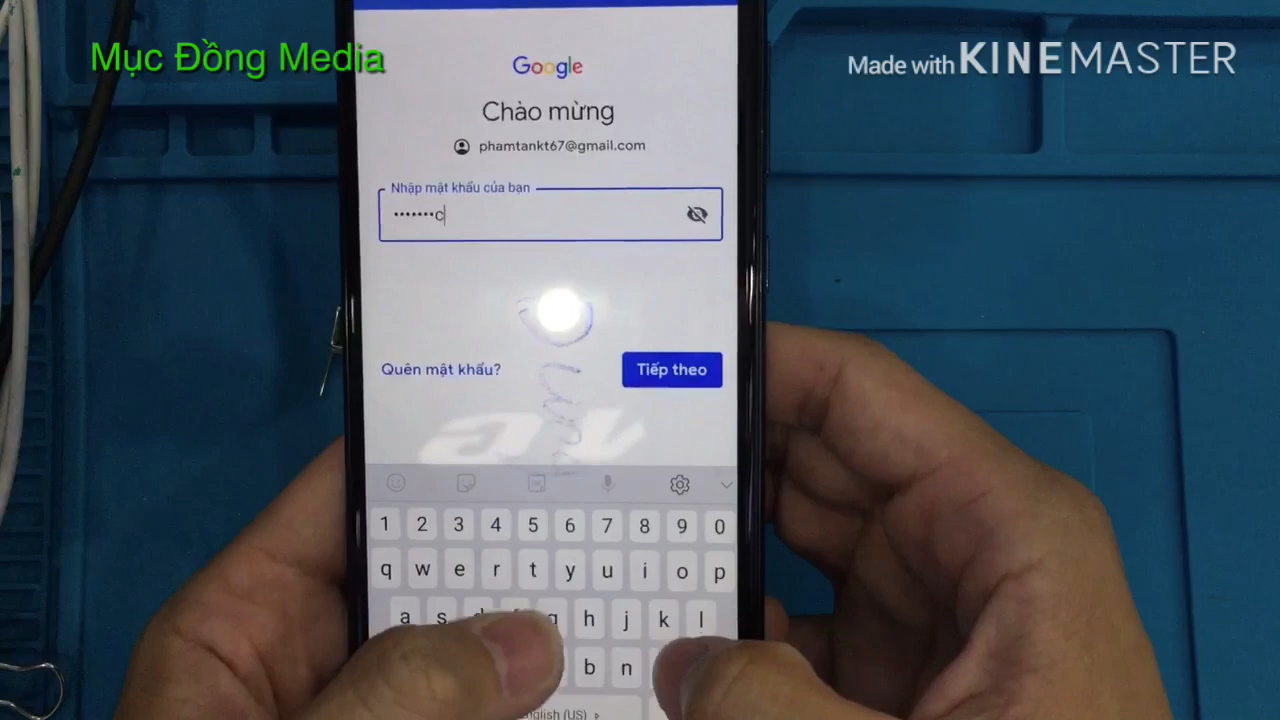 Mục Đồng Media
Made with KINEMASTER
Google
Chào mừng
phamtankt67@gmail.com
Nhập mật khẩu của bạn
•••••••c
Quên mật khẩu?
Tiếp theo
1 2 3 4 5 6 7 8 9 0
q w e r t y u i o p
a s d g h j k l
b n
English (US)